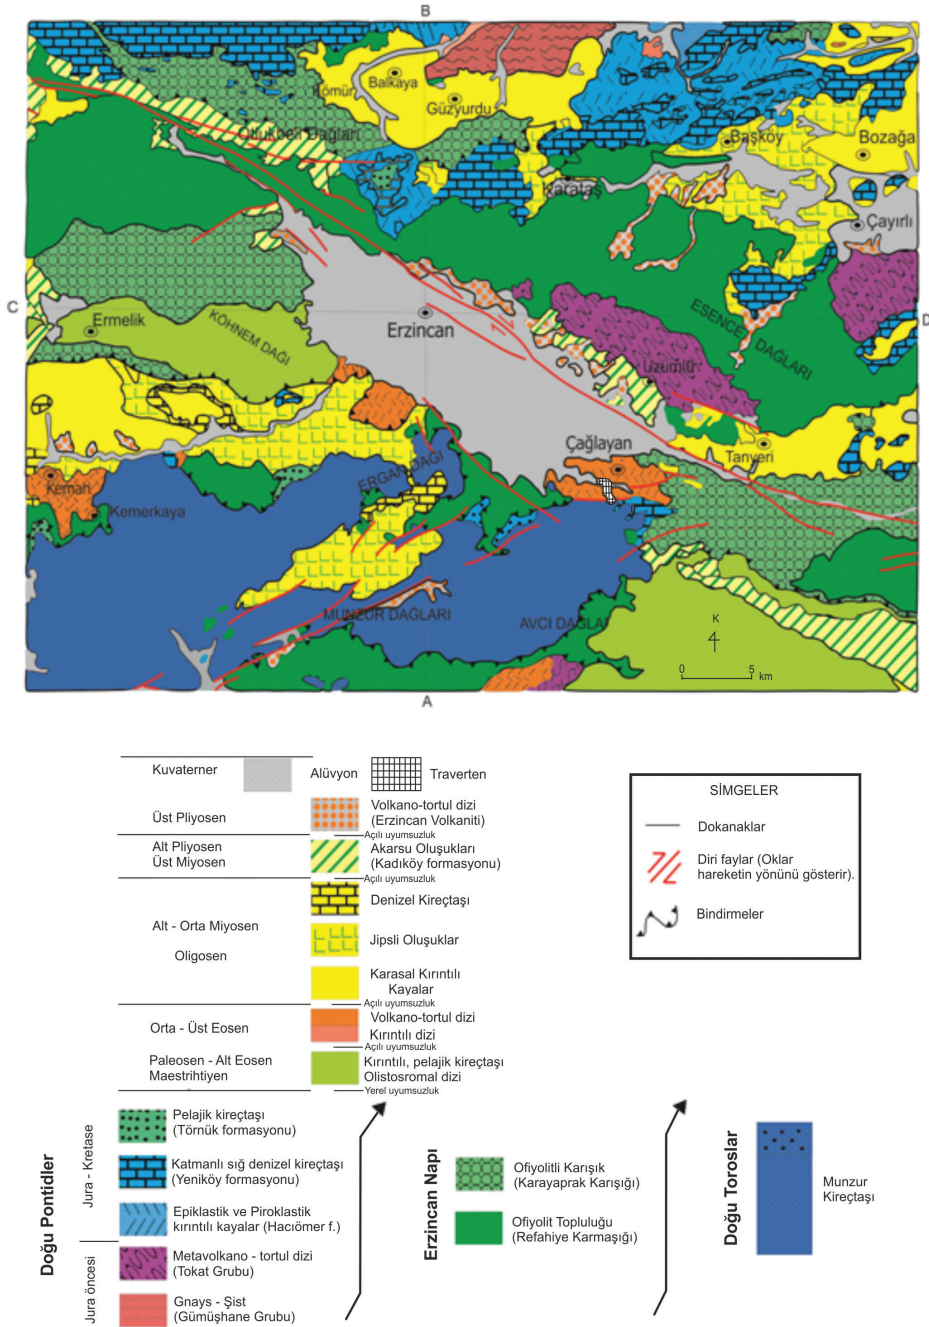 B
Kömür
Balkaya
Güzyurdu
Otlukbeli Dağları
Başköy
Bozağa
Karataş
Çayırlı
C
D
Ermelik
KÖHNEM DAĞI
Erzincan
ESENCE DAĞLARI
Üzümlü
Çağlayan
Tanyeri
ERGAN DAĞI
Kemah
Kemerkaya
MUNZUR DAĞLARI
AVCI DAĞLAR
K
0 5 km
A
Kuvaterner
Alüvyon
Traverten
Üst Pliyosen
Volkano-tortul dizi
(Erzincan Volkaniti)
Açılı uyumsuzluk
Alt Pliyosen
Üst Miyosen
Akarsu Oluşukları
(Kadıköy formasyonu)
Açılı uyumsuzluk
Denizel Kireçtaşı
Alt - Orta Miyosen
Jipsli Oluşuklar
Oligosen
Karasal Kırıntılı
Kayalar
Açılı uyumsuzluk
Orta - Üst Eosen
Volkano-tortul dizi
Kırıntılı dizi
Açılı uyumsuzluk
Paleosen - Alt Eosen
Maestrihtiyen
Kırıntılı, pelajik kireçtaşı
Olistosromal dizi
Yerel uyumsuzluk
SİMGELER
Dokanaklar
Diri faylar (Oklar
hareketin yönünü gösterir).
Bindirmeler
Doğu Pontidler
Jura - Kretase
Jura öncesi
Pelajik kireçtaşı
(Törnük formasyonu)
Katmanlı sığ denizel kireçtaşı
(Yeniköy formasyonu)
Epiklastik ve Piroklastik
kırıntılı kayalar (Hacıömer f.)
Metavolkano - tortul dizi
(Tokat Grubu)
Gnays - Şist
(Gümüşhane Grubu)
Erzincan Napı
Ofiyolitli Karışık
(Karayaprak Karışığı)
Ofiyolit Topluluğu
(Refahiye Karmaşığı)
Doğu Toroslar
Munzur
Kireçtaşı